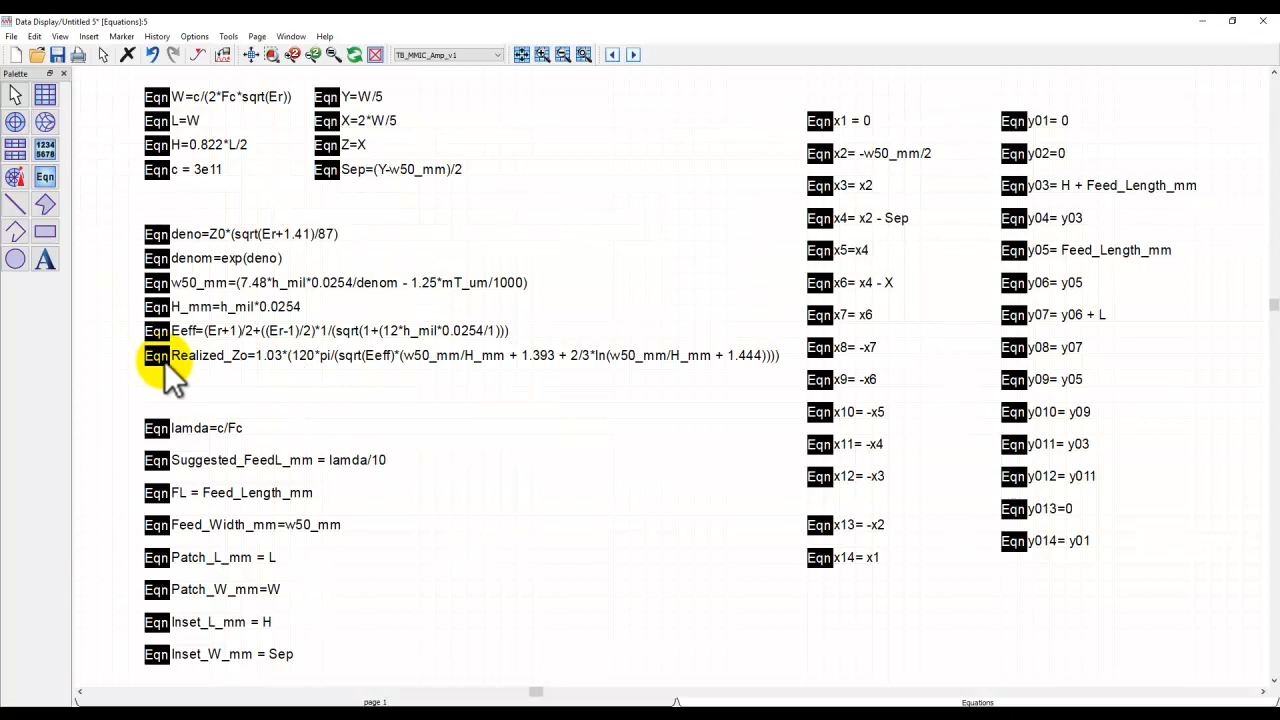 Data Display/Untitled 5* [Equations]:5
File Edit View Insert Marker History Options Tools Page Window Help
TB_MMIC_Amp_v1
Palette
1234
5678
Eqn
A
Eqn W=c/(2*Fc*sqrt(Er)) Eqn Y=W/5
Eqn L=W Eqn X=2*W/5
Eqn H=0.822*L/2 Eqn Z=X
Eqn c = 3e11 Eqn Sep=(Y-w50_mm)/2
Eqn deno=Z0*(sqrt(Er+1.41)/87)
Eqn denom=exp(deno)
Eqn w50_mm=(7.48*h_mil*0.0254/denom - 1.25*mT_um/1000)
Eqn H_mm=h_mil*0.0254
Eqn Eeff=(Er+1)/2+((Er-1)/2)*1/(sqrt(1+(12*h_mil*0.0254/1)))
Eqn Realized_Zo=1.03*(120*pi/(sqrt(Eeff)*(w50_mm/H_mm + 1.393 + 2/3*ln(w50_mm/H_mm + 1.444))))
Eqn lamda=c/Fc
Eqn Suggested_FeedL_mm = lamda/10
Eqn FL = Feed_Length_mm
Eqn Feed_Width_mm=w50_mm
Eqn Patch_L_mm = L
Eqn Patch_W_mm=W
Eqn Inset_L_mm = H
Eqn Inset_W_mm = Sep
Eqn x1 = 0 Eqn y01= 0
Eqn x2= -w50_mm/2 Eqn y02=0
Eqn x3= x2 Eqn y03= H + Feed_Length_mm
Eqn x4= x2 - Sep Eqn y04= y03
Eqn x5=x4 Eqn y05= Feed_Length_mm
Eqn x6= x4 - X Eqn y06= y05
Eqn x7= x6 Eqn y07= y06 + L
Eqn x8= -x7 Eqn y08= y07
Eqn x9= -x6 Eqn y09= y05
Eqn x10= -x5 Eqn y010= y09
Eqn x11= -x4 Eqn y011= y03
Eqn x12= -x3 Eqn y012= y011
Eqn y013=0
Eqn x13= -x2
Eqn y014= y01
Eqn x14= x1
page 1 Equations